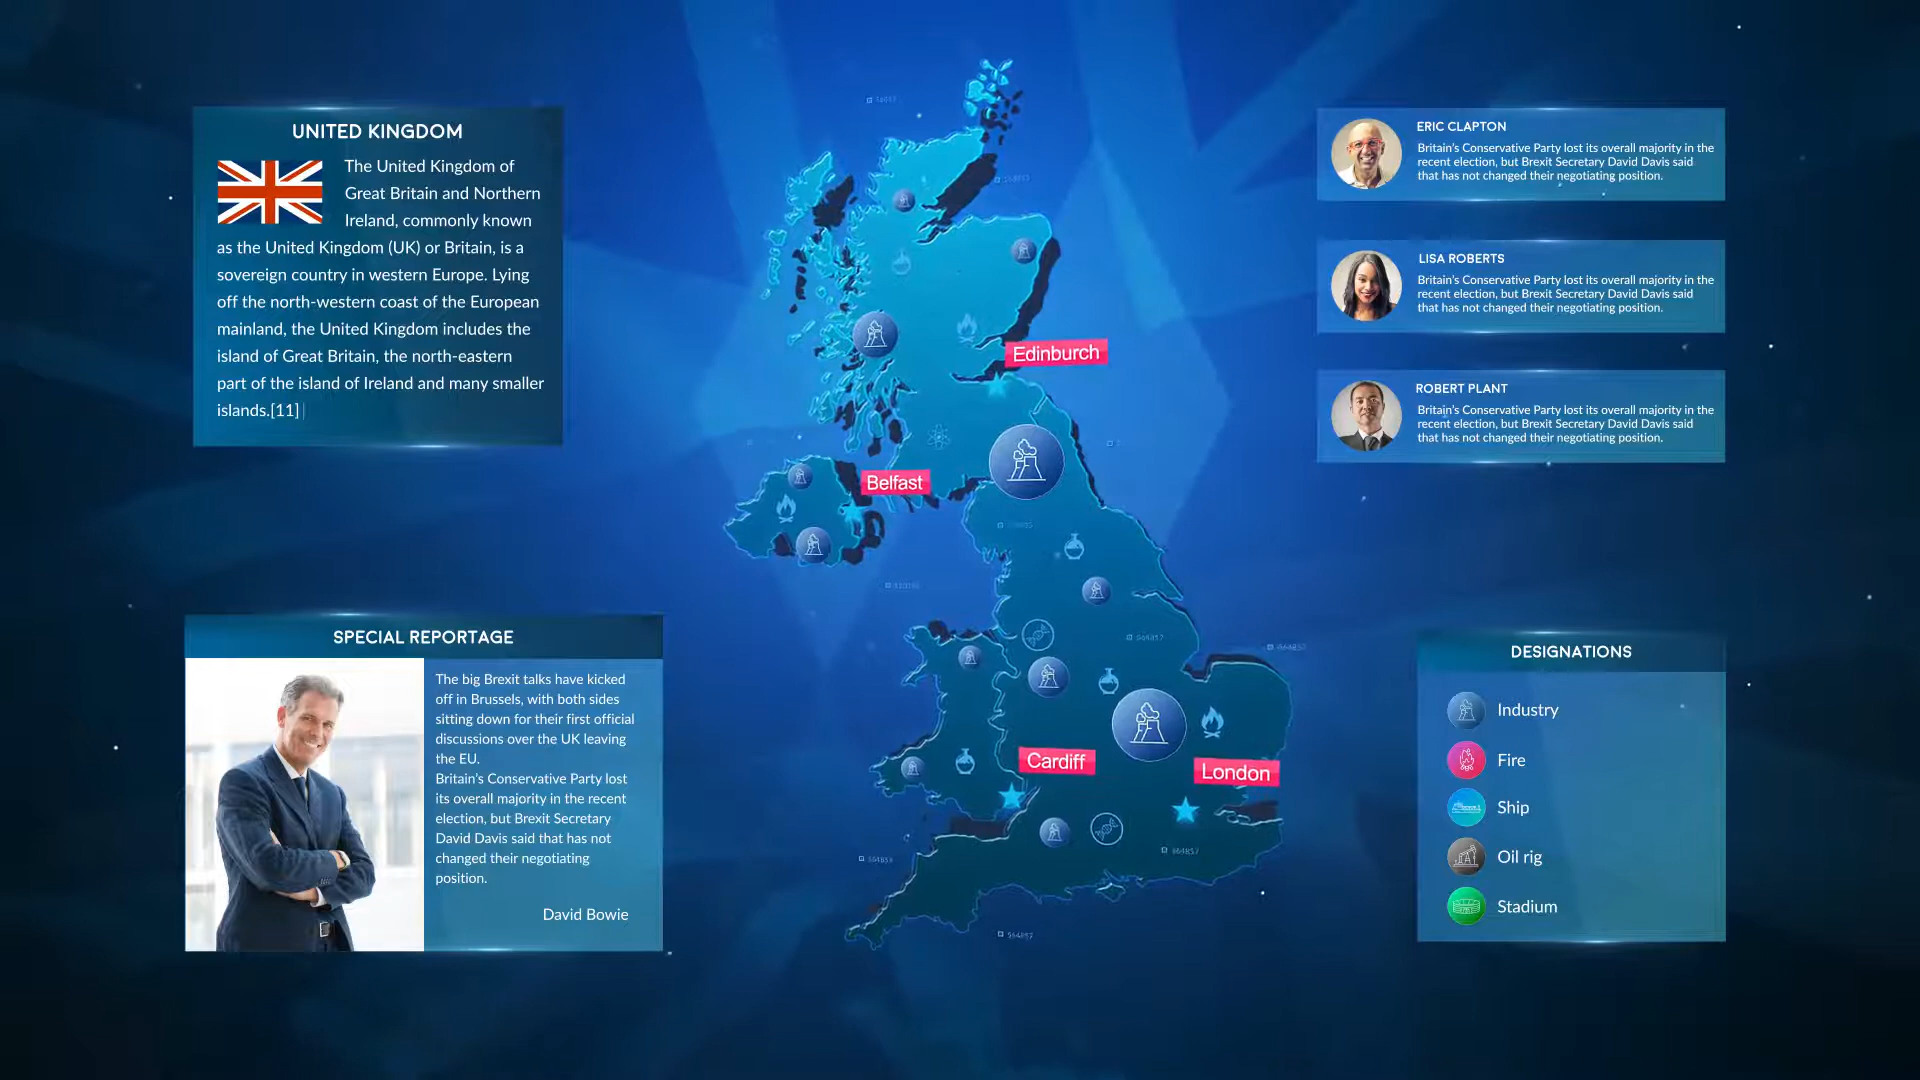 UNITED KINGDOM
The United Kingdom of
Great Britain and Northern
Ireland, commonly known
as the United Kingdom (UK) or Britain, is a
sovereign country in western Europe. Lying
off the north-western coast of the European
mainland, the United Kingdom includes the
island of Great Britain, the north-eastern
part of the island of Ireland and many smaller
islands.[11]
SPECIAL REPORTAGE
The big Brexit talks have kicked
off in Brussels, with both sides
sitting down for their first official
discussions over the UK leaving
the EU.
Britain's Conservative Party lost
its overall majority in the recent
election, but Brexit Secretary
David Davis said that has not
changed their negotiating
position.
David Bowie
Edinburch
Belfast
Cardiff
London
564857
564857
ERIC CLAPTON
Britain's Conservative Party lost its overall majority in the
recent election, but Brexit Secretary David Davis said
that has not changed their negotiating position.
LISA ROBERTS
Britain's Conservative Party lost its overall majority in the
recent election, but Brexit Secretary David Davis said
that has not changed their negotiating position.
ROBERT PLANT
Britain's Conservative Party lost its overall majority in the
recent election, but Brexit Secretary David Davis said
that has not changed their negotiating position.
DESIGNATIONS
Industry
Fire
Ship
Oil rig
Stadium